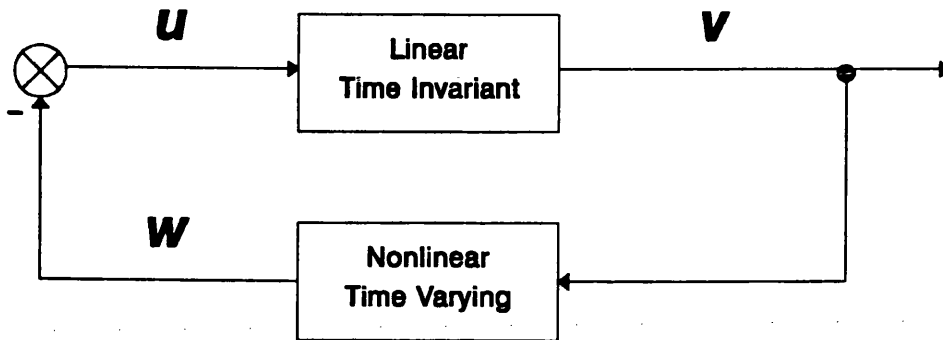 u
v
Linear
Time Invariant
-
w
Nonlinear
Time Varying